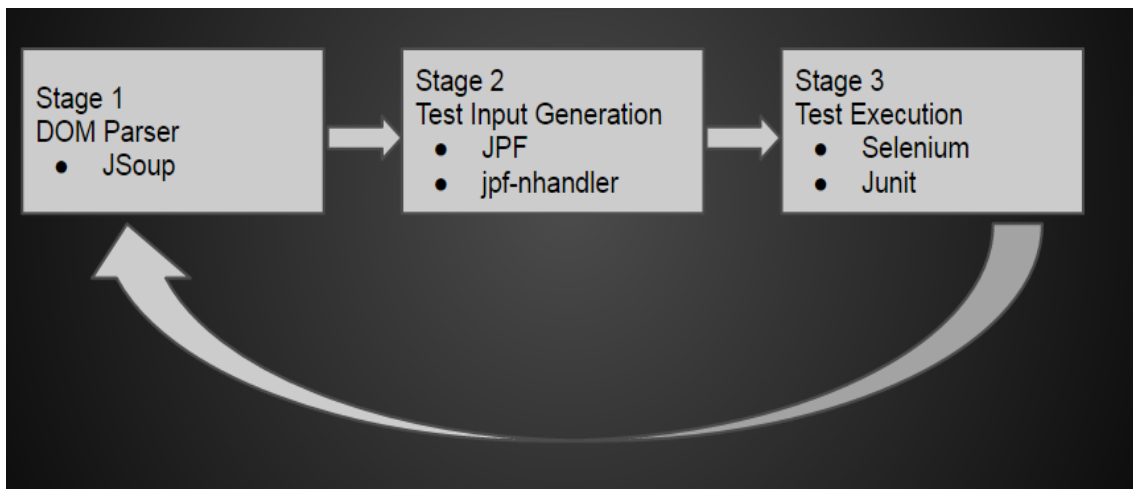 Stage 1
DOM Parser
● JSoup
Stage 2
Test Input Generation
● JPF
● jpf-nhandler
Stage 3
Test Execution
● Selenium
● Junit